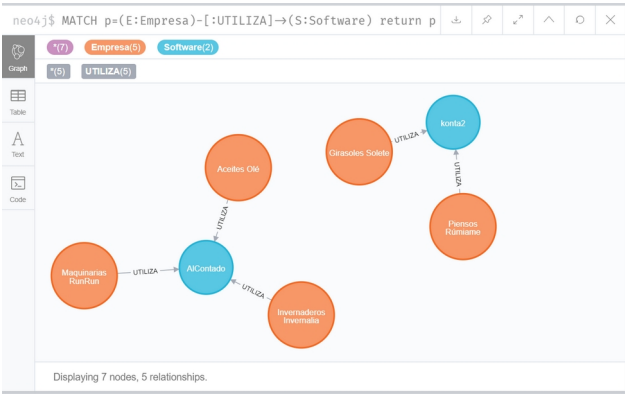 neo4j$ MATCH p=(E:Empresa)-[:UTILIZA]→(S:Software) return p
*(7) Empresa(5) Software(2)
*(5) UTILIZA(5)
Graph
Table
Text
Code
Aceites Olé
UTILIZA
Maquinarias
RunRun
UTILIZA
AlContado
UTILIZA
Invernaderos
Invernalia
Girasoles Solete
UTILIZA
konta2
UTILIZA
Piensos
Rúmiame
Displaying 7 nodes, 5 relationships.